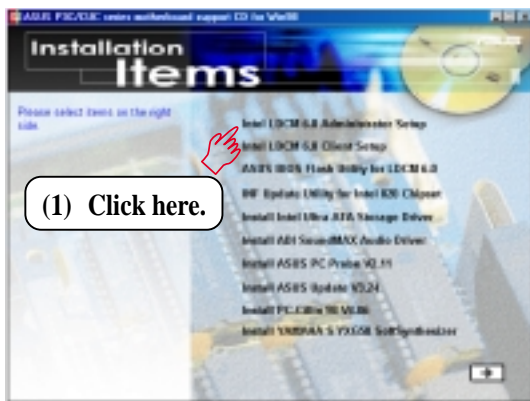 ASUS P3C/CUC series motherboard support CD for Win98
Installation
Items
Please select items on the right
side.
Intel LDCM 6.0 Administrator Setup
Intel LDCM 6.0 Client Setup
ASUS BIOS Flash Utility for LDCM 6.0
INF Update Utility for Intel 820 Chipset
Install Intel Ultra ATA Storage Driver
(1) Click here.
Install ADI SoundMAX Audio Driver
Install ASUS PC Probe V2.11
Install ASUS Update V3.24
Install PC-Cillin 98
Install YAMAHA S-YXG50 SoftSynthesizer